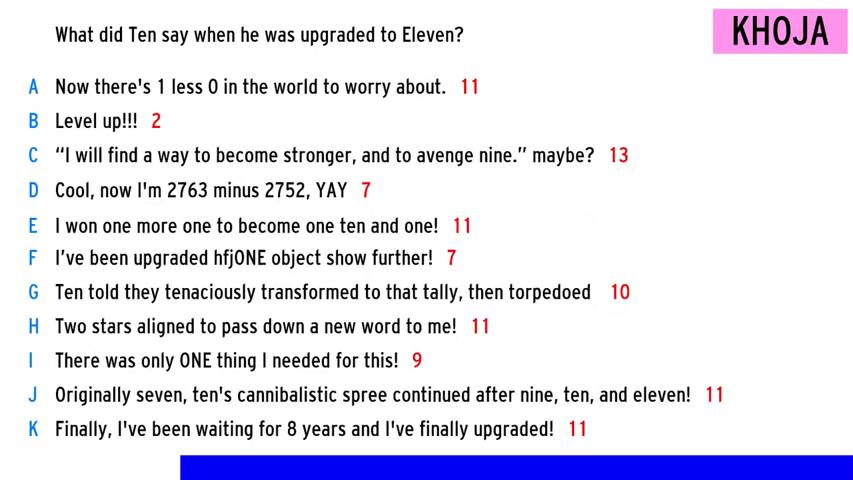 What did Ten say when he was upgraded to Eleven?
KHOJA
A Now there's 1 less 0 in the world to worry about. 11
B Level up!!! 2
C “I will find a way to become stronger, and to avenge nine.” maybe? 13
D Cool, now I'm 2763 minus 2752, YAY 7
E I won one more one to become one ten and one! 11
F I’ve been upgraded hfjONE object show further! 7
G Ten told they tenaciously transformed to that tally, then torpedoed 10
H Two stars aligned to pass down a new word to me! 11
I There was only ONE thing I needed for this! 9
J Originally seven, ten's cannibalistic spree continued after nine, ten, and eleven! 11
K Finally, I've been waiting for 8 years and I've finally upgraded! 11